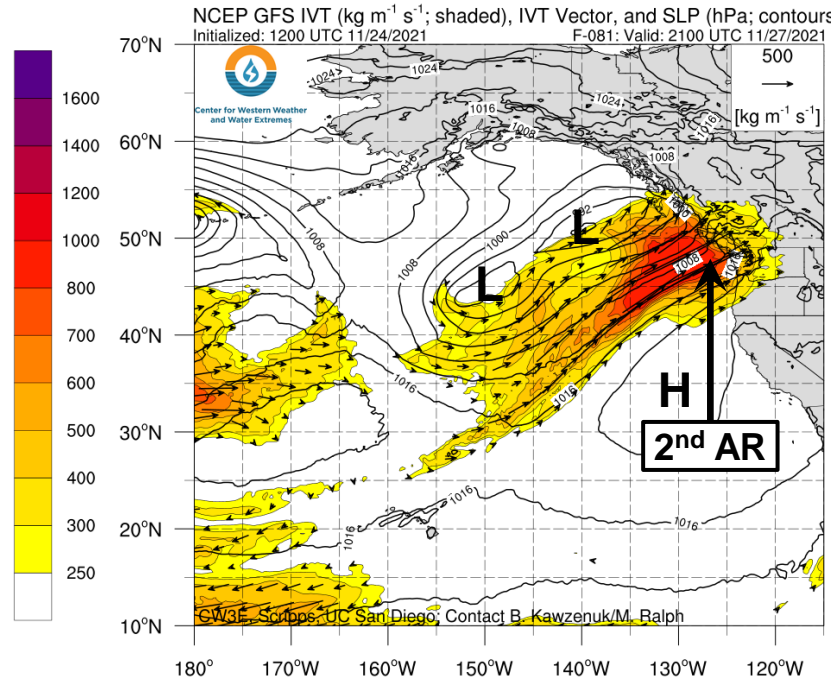 NCEP GFS IVT (kg m⁻¹ s⁻¹; shaded), IVT Vector, and SLP (hPa; contours
Initialized: 1200 UTC 11/24/2021 F-081: Valid: 2100 UTC 11/27/2021
70°N
60°N
50°N
40°N
30°N
20°N
10°N
180° 170°W 160°W 150°W 140°W 130°W 120°W
1600
1400
1200
1000
800
700
600
500
400
300
250
Center for Western Weather
and Water Extremes
500
[kg m⁻¹ s⁻¹]
1024
1024
1016
1016
1008
1016
1008
1008
1000
1008
1008
1016
1016
1016
1016
1016
1016
L
L
H
2nd AR
CW3E, Scripps, UC San Diego; Contact B. Kawzenuk/M. Ralph